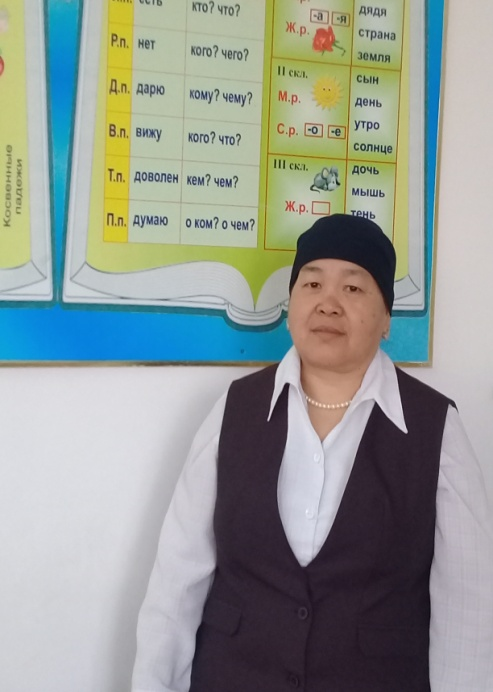 есть
кто? что?
Р.п. нет кого? чего?
Д.п. дарю кому? чему?
В.п. вижу кого? что?
Т.п. доволен кем? чем?
П.п. думаю о ком? о чем?
Ж.р. -а -я
дядя
страна
земля
II скл.
М.р.
С.р. -о -е
сын
день
утро
солнце
III скл.
Ж.р.
дочь
мышь
тень
Косвенные
падежи